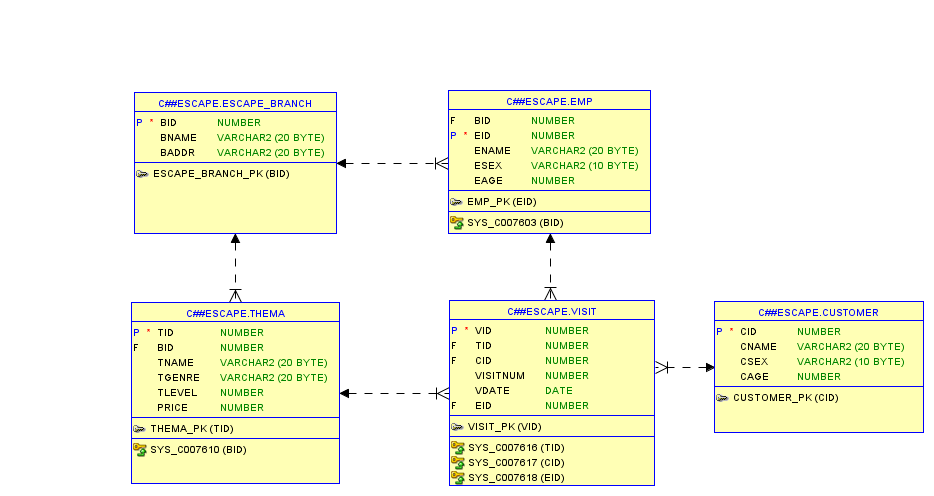 C##ESCAPE.ESCAPE_BRANCH
P * BID NUMBER
BNAME VARCHAR2 (20 BYTE)
BADDR VARCHAR2 (20 BYTE)
ESCAPE_BRANCH_PK (BID)
C##ESCAPE.EMP
F BID NUMBER
P * EID NUMBER
ENAME VARCHAR2 (20 BYTE)
ESEX VARCHAR2 (10 BYTE)
EAGE NUMBER
EMP_PK (EID)
SYS_C007603 (BID)
C##ESCAPE.THEMA
P * TID NUMBER
F BID NUMBER
TNAME VARCHAR2 (20 BYTE)
TGENRE VARCHAR2 (20 BYTE)
TLEVEL NUMBER
PRICE NUMBER
THEMA_PK (TID)
SYS_C007610 (BID)
C##ESCAPE.VISIT
P * VID NUMBER
F TID NUMBER
F CID NUMBER
VISITNUM NUMBER
VDATE DATE
F EID NUMBER
VISIT_PK (VID)
SYS_C007616 (TID)
SYS_C007617 (CID)
SYS_C007618 (EID)
C##ESCAPE.CUSTOMER
P * CID NUMBER
CNAME VARCHAR2 (20 BYTE)
CSEX VARCHAR2 (10 BYTE)
CAGE NUMBER
CUSTOMER_PK (CID)